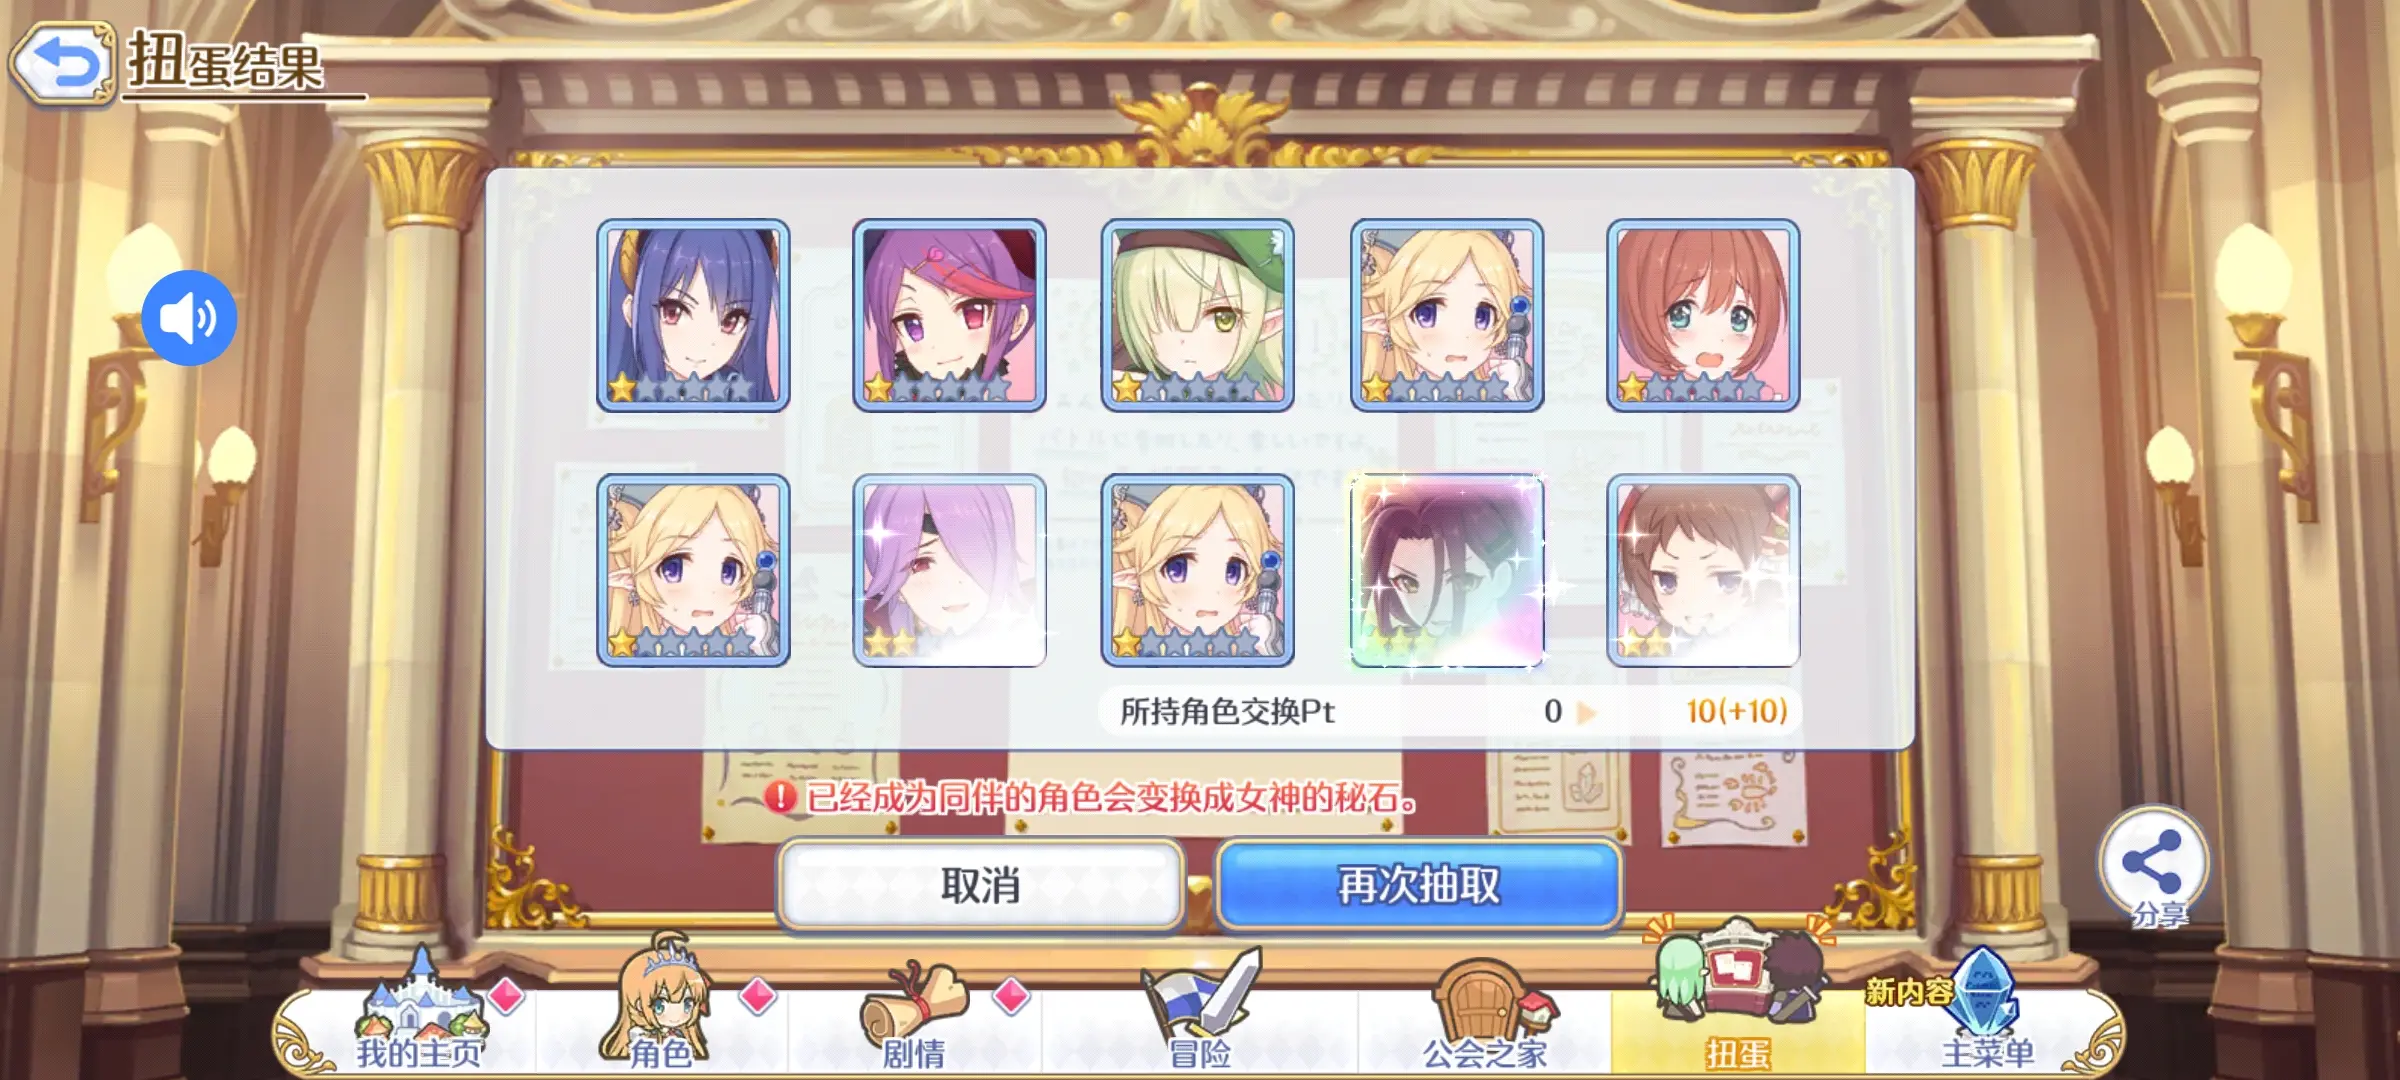 扭蛋结果
所持角色交换Pt 0 10(+10)
已经成为同伴的角色会变换成女神的秘石。
取消
再次抽取
分享
新内容
我的主页
角色
剧情
冒险
公会之家
扭蛋
主菜单